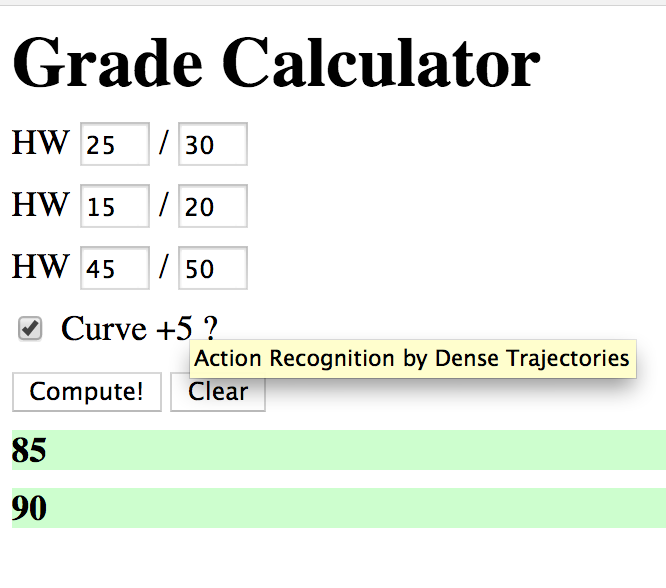 Grade Calculator
HW 25 / 30
HW 15 / 20
HW 45 / 50
Curve +5 ?
Action Recognition by Dense Trajectories
Compute! Clear
85
90